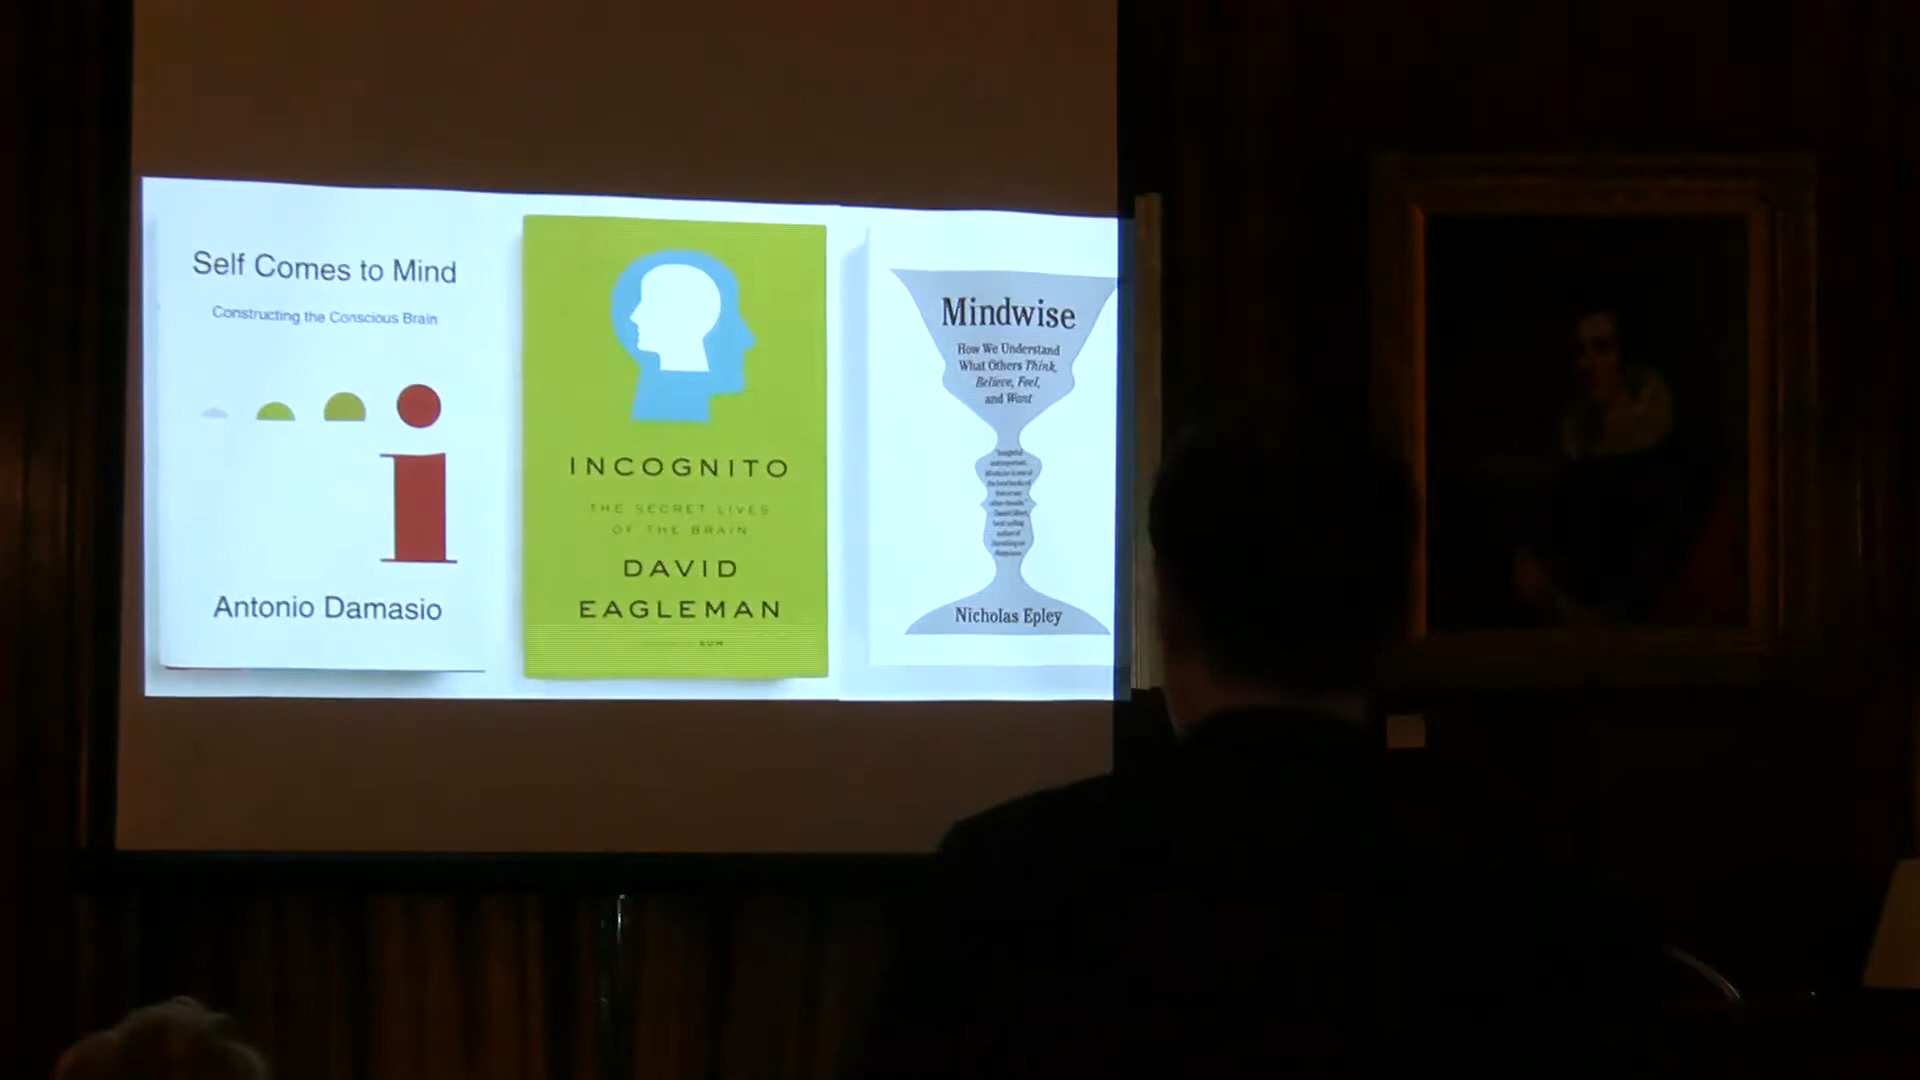 Self Comes to Mind
Constructing the Conscious Brain
i
Antonio Damasio
INCOGNITO
THE SECRET LIVES
OF THE BRAIN
DAVID
EAGLEMAN
SUM
Mindwise
How We Understand
What Others Think,
Believe, Feel,
and Want
Nicholas Epley